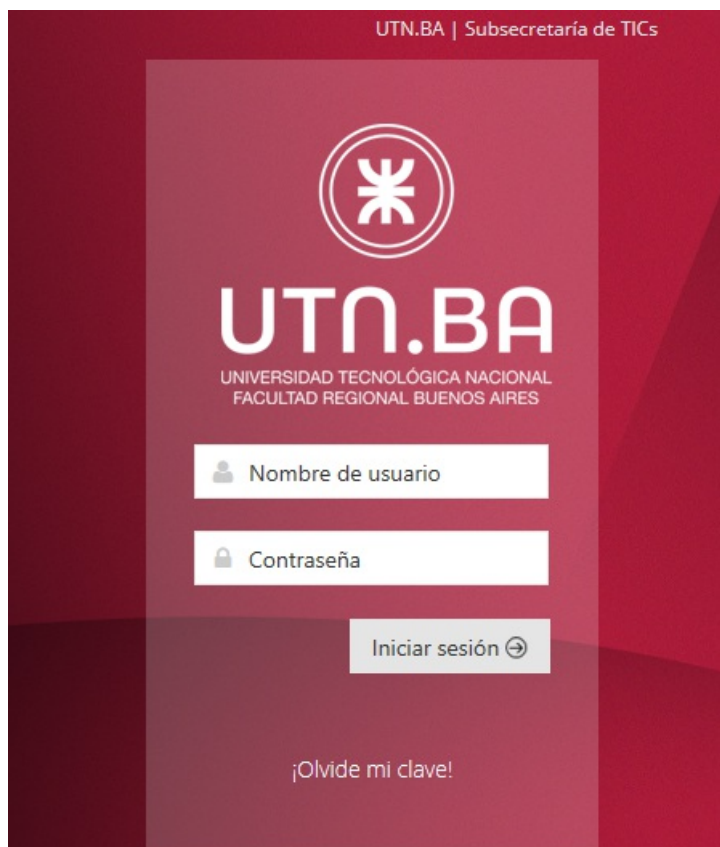 UTN.BA | Subsecretaría de TICs
UTN.BA
UNIVERSIDAD TECNOLÓGICA NACIONAL
FACULTAD REGIONAL BUENOS AIRES
Nombre de usuario
Contraseña
Iniciar sesión
¡Olvide mi clave!